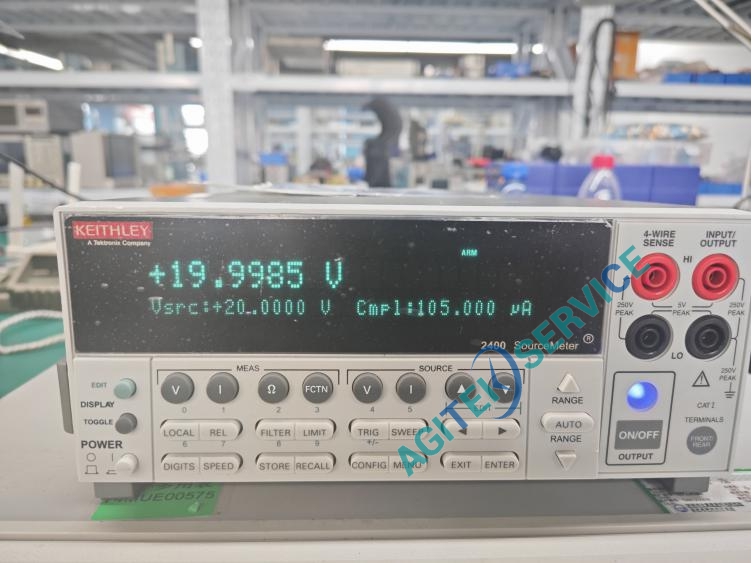 KEITHLEY
A Tektronix Company
ARM
+19.9985 V
Vsrc:+20.0000 V Cmpl:105.000 µA
2400 SourceMeter®
4-WIRE SENSE
INPUT/OUTPUT
HI
250V PEAK
5V PEAK
250V PEAK
LO
250V PEAK
CAT I
TERMINALS
FRONT/REAR
ON/OFF
OUTPUT
MEAS
SOURCE
EDIT
DISPLAY
TOGGLE
POWER
V I Ω FCTN V I
0 1 2 3 4 5
EDIT
RANGE
AUTO
RANGE
LOCAL REL FILTER LIMIT TRIG SWEEP
6 7 8 9 +/-
DIGITS SPEED STORE RECALL CONFIG MENU EXIT ENTER
AGITEK SERVICE